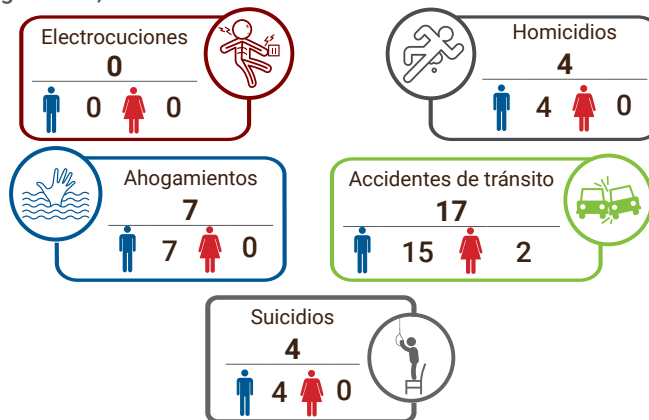 Electrocuciones
0
0 0
Homicidios
4
4 0
Ahogamientos
7
7 0
Accidentes de tránsito
17
15 2
Suicidios
4
4 0